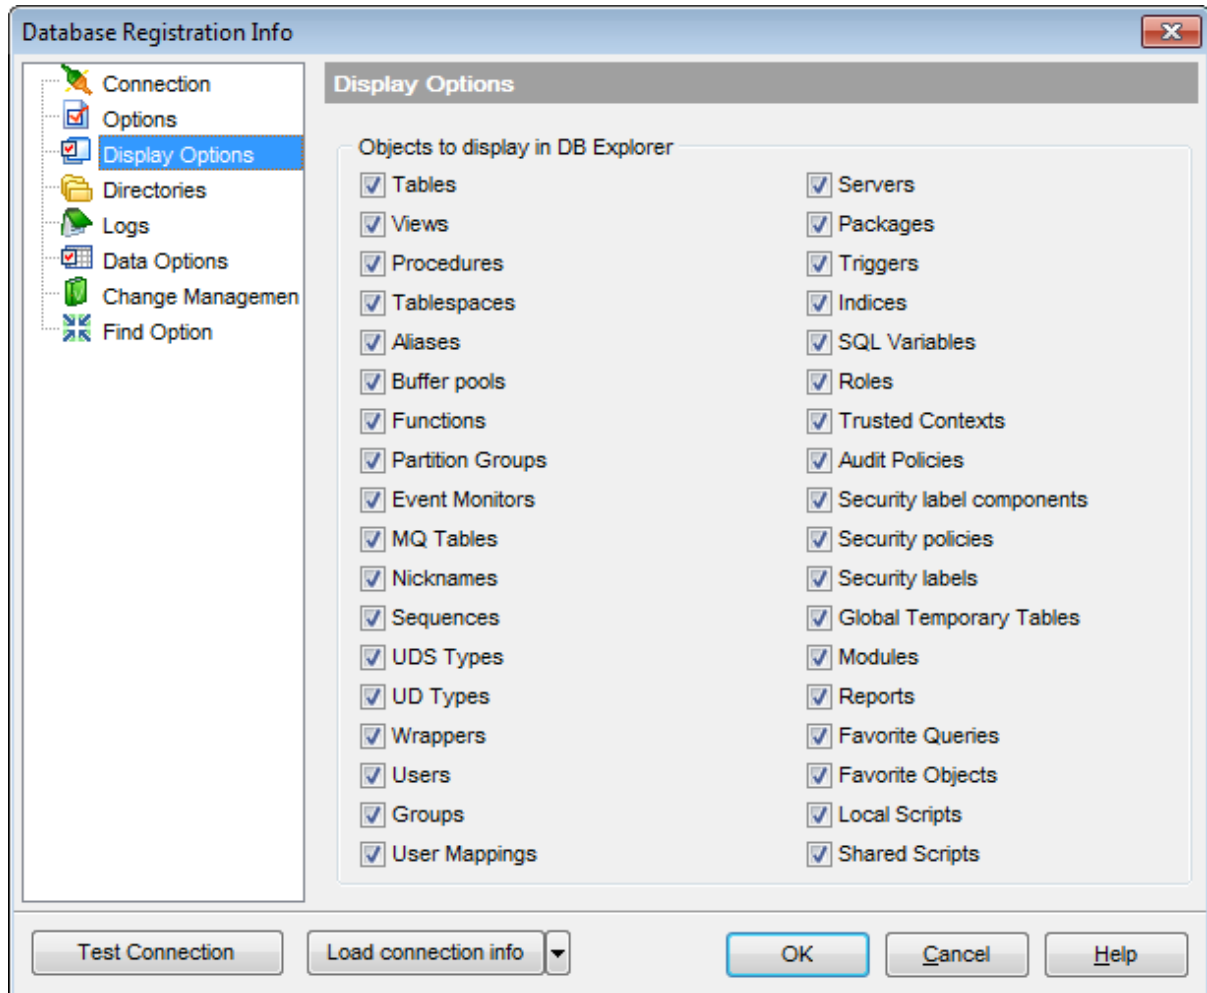 Database Registration Info
Connection
Options
Display Options
Directories
Logs
Data Options
Change Managemen
Find Option
Display Options
Objects to display in DB Explorer
Tables
Views
Procedures
Tablespaces
Aliases
Buffer pools
Functions
Partition Groups
Event Monitors
MQ Tables
Nicknames
Sequences
UDS Types
UD Types
Wrappers
Users
Groups
User Mappings
Servers
Packages
Triggers
Indices
SQL Variables
Roles
Trusted Contexts
Audit Policies
Security label components
Security policies
Security labels
Global Temporary Tables
Modules
Reports
Favorite Queries
Favorite Objects
Local Scripts
Shared Scripts
Test Connection
Load connection info
OK
Cancel
Help